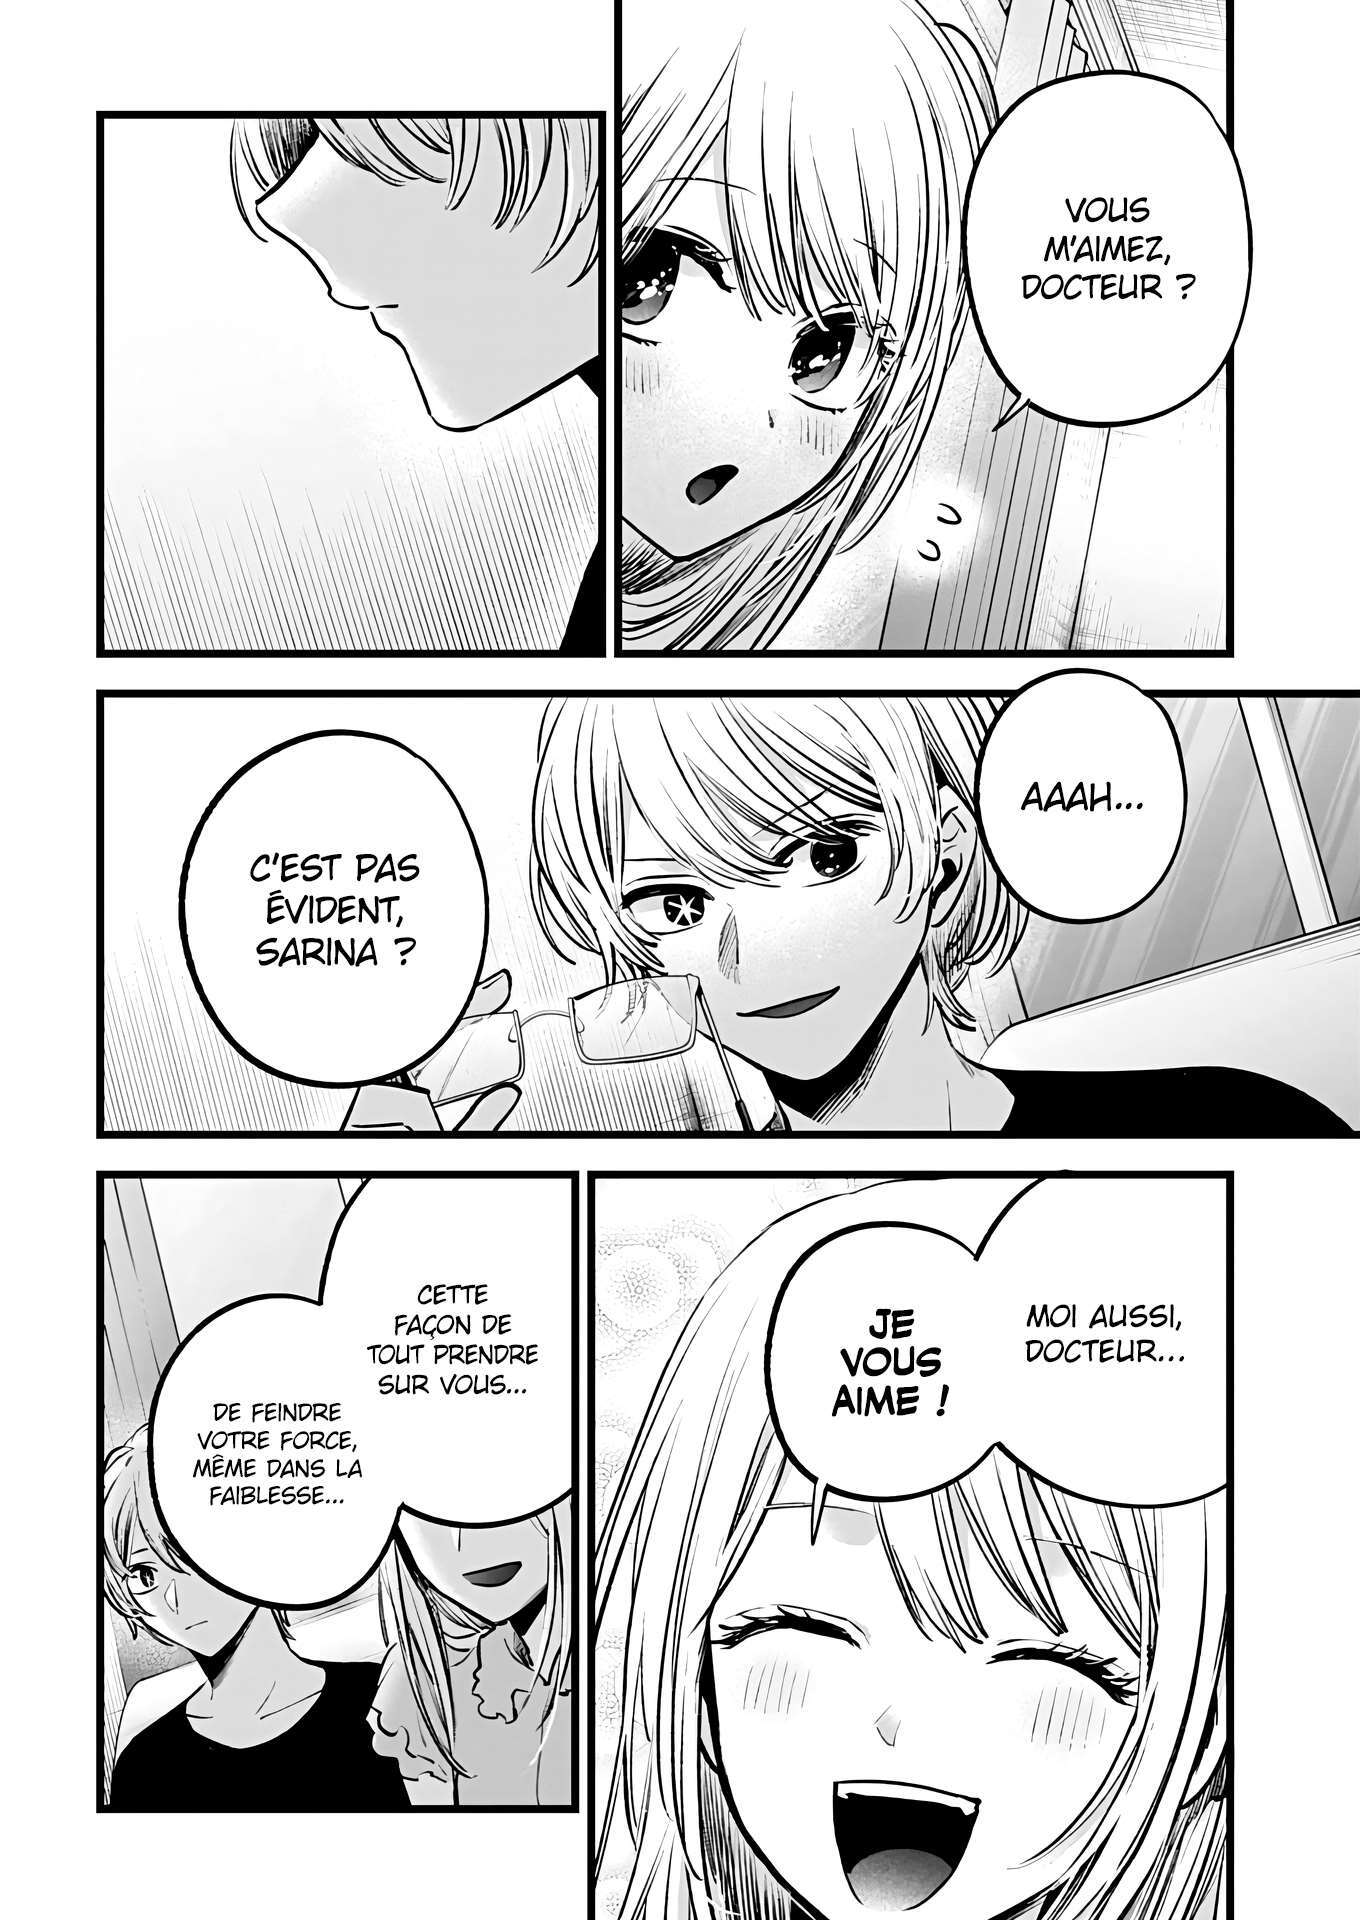 VOUS
M'AIMEZ,
DOCTEUR ?
AAAH...
C'EST PAS
ÉVIDENT,
SARINA ?
MOI AUSSI,
DOCTEUR...
JE
VOUS
AIME !
CETTE
FAÇON DE
TOUT PRENDRE
SUR VOUS...
DE FEINDRE
VOTRE FORCE,
MÊME DANS LA
FAIBLESSE...